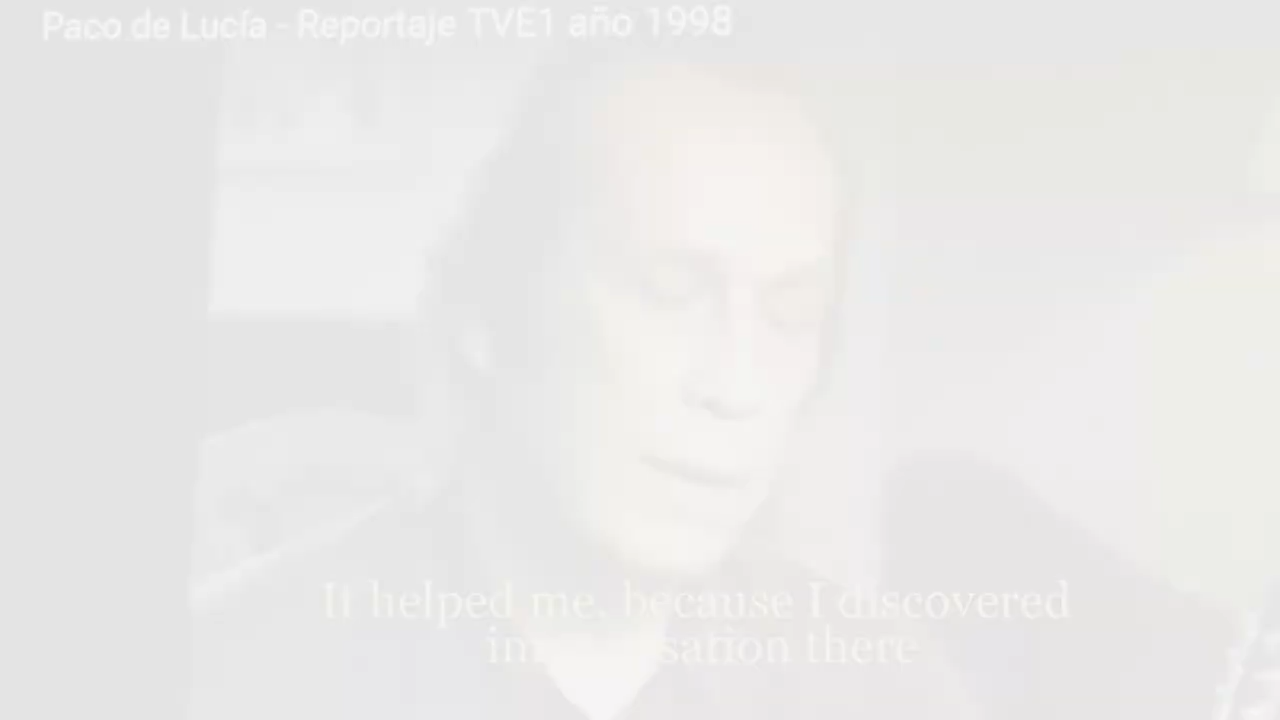 Paco de Lucía - Reportaje TVE1 año 1998
It helped me, because I discovered
there